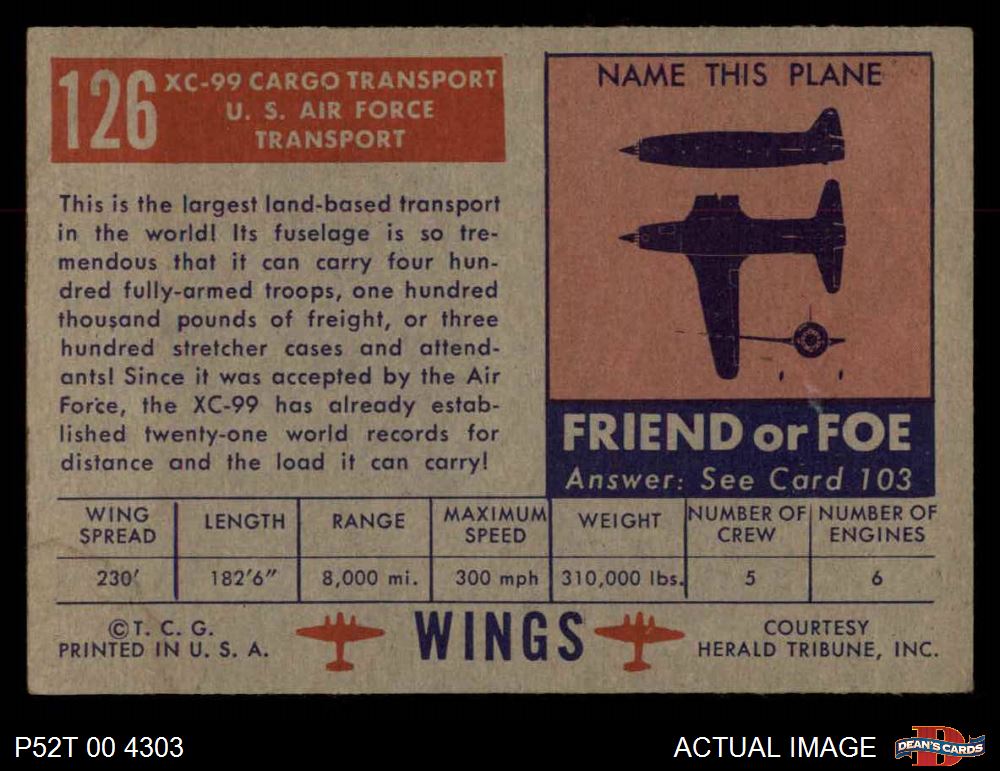 126
XC-99 CARGO TRANSPORT
U. S. AIR FORCE
TRANSPORT
This is the largest land-based transport
in the world! Its fuselage is so tre-
mendous that it can carry four hun-
dred fully-armed troops, one hundred
thousand pounds of freight, or three
hundred stretcher cases and attend-
ants! Since it was accepted by the Air
Force, the XC-99 has already estab-
lished twenty-one world records for
distance and the load it can carry!
NAME THIS PLANE
FRIEND or FOE
Answer: See Card 103
WING SPREAD
LENGTH
RANGE
MAXIMUM SPEED
WEIGHT
NUMBER OF CREW
NUMBER OF ENGINES
230′
182′6″
8,000 mi.
300 mph
310,000 lbs.
5
6
©T. C. G.
PRINTED IN U. S. A.
WINGS
COURTESY
HERALD TRIBUNE, INC.
P52T 00 4303
ACTUAL IMAGE
D
DEAN'S CARDS